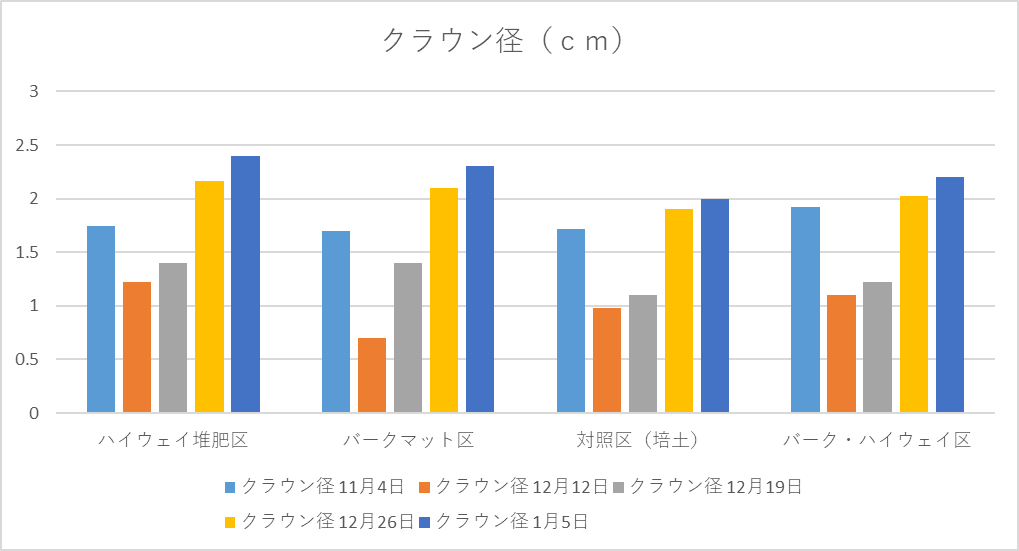 クラウン径（ｃｍ）
3
2.5
2
1.5
1
0.5
0
ハイウェイ堆肥区 バークマット区 対照区（培土） バーク・ハイウェイ区
クラウン径 11月4日 クラウン径 12月12日 クラウン径 12月19日
クラウン径 12月26日 クラウン径 1月5日